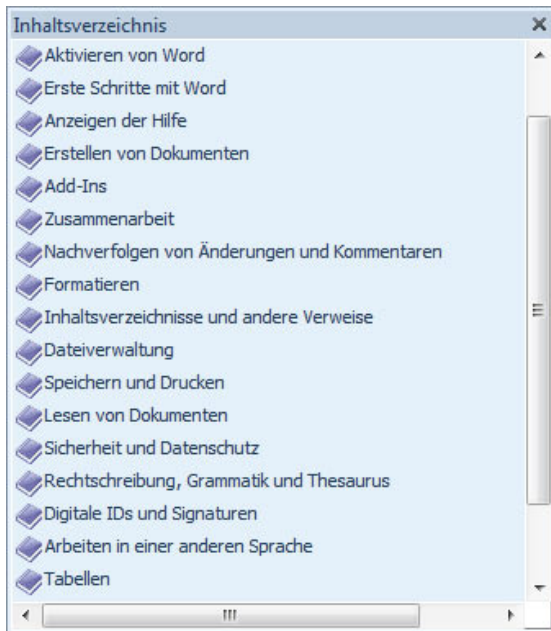 Inhaltsverzeichnis
Aktivieren von Word
Erste Schritte mit Word
Anzeigen der Hilfe
Erstellen von Dokumenten
Add-Ins
Zusammenarbeit
Nachverfolgen von Änderungen und Kommentaren
Formatieren
Inhaltsverzeichnisse und andere Verweise
Dateiverwaltung
Speichern und Drucken
Lesen von Dokumenten
Sicherheit und Datenschutz
Rechtschreibung, Grammatik und Thesaurus
Digitale IDs und Signaturen
Arbeiten in einer anderen Sprache
Tabellen